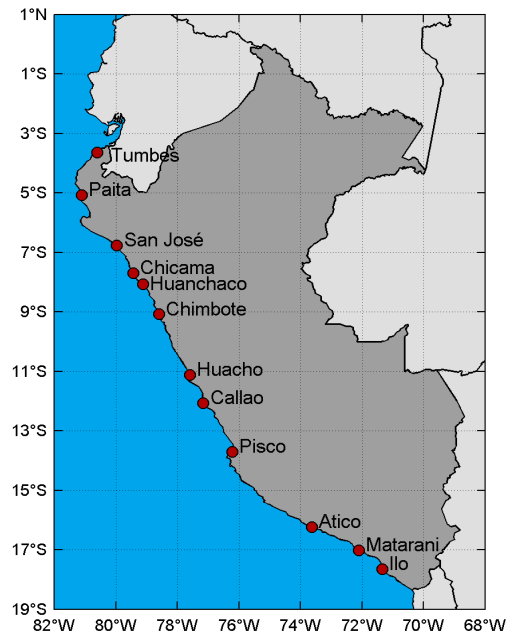 1°N
1°S
3°S
Tumbes
5°S
Paita
7°S
San José
Chicama
Huanchaco
9°S
Chimbote
11°S
Huacho
Callao
13°S
Pisco
15°S
Atico
17°S
Matarani
Ilo
19°S
82°W 80°W 78°W 76°W 74°W 72°W 70°W 68°W